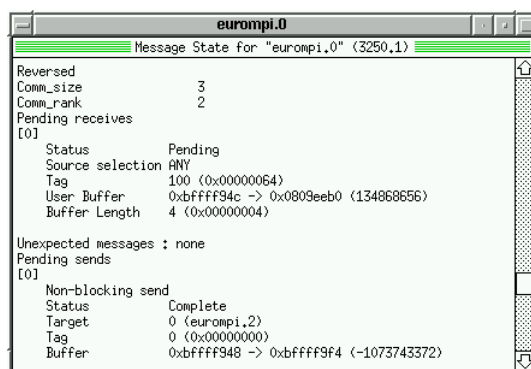 eurompi.0
Message State for "eurompi.0" (3250.1)
Reversed
Comm_size 3
Comm_rank 2
Pending receives
[0]
Status Pending
Source selection ANY
Tag 100 (0x00000064)
User Buffer 0xbffff94c -> 0x0809eeb0 (134868656)
Buffer Length 4 (0x00000004)
Unexpected messages : none
Pending sends
[0]
Non-blocking send
Status Complete
Target 0 (eurompi.2)
Tag 0 (0x00000000)
Buffer 0xbffff948 -> 0xbffff9f4 (-1073743372)